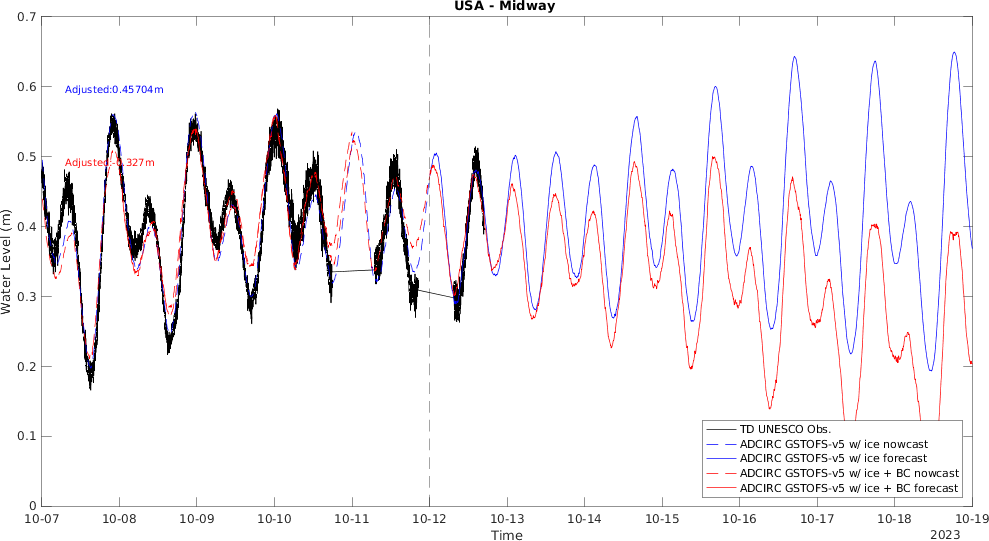 USA - Midway
0.7
0.6
0.5
0.4
0.3
0.2
0.1
0
Water Level (m)
Adjusted:0.45704m
327m
TD UNESCO Obs.
ADCIRC GSTOFS-v5 w/ ice nowcast
ADCIRC GSTOFS-v5 w/ ice forecast
ADCIRC GSTOFS-v5 w/ ice + BC nowcast
ADCIRC GSTOFS-v5 w/ ice + BC forecast
10-07 10-08 10-09 10-10 10-11 10-12 10-13 10-14 10-15 10-16 10-17 10-18 10-19
Time
2023